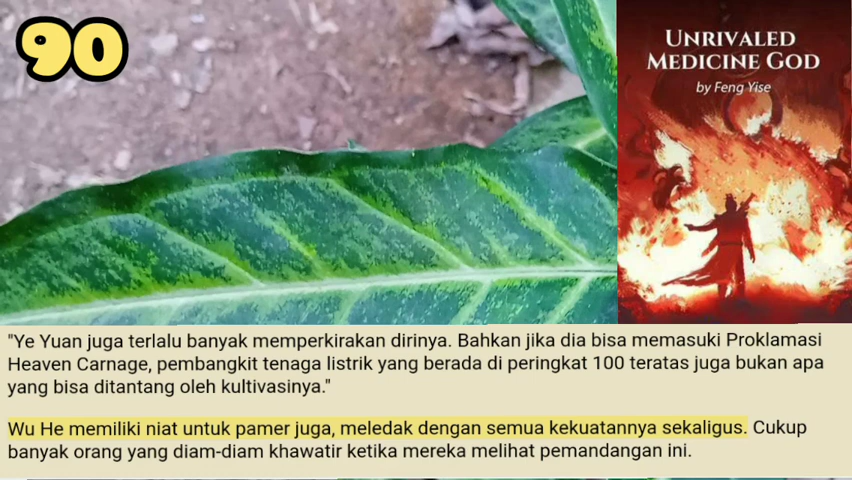 90
UNRIVALED
MEDICINE GOD
by Feng Yise
"Ye Yuan juga terlalu banyak memperkirakan dirinya. Bahkan jika dia bisa memasuki Proklamasi
Heaven Carnage, pembangkit tenaga listrik yang berada di peringkat 100 teratas juga bukan apa
yang bisa ditantang oleh kultivasinya."
Wu He memiliki niat untuk pamer juga, meledak dengan semua kekuatannya sekaligus. Cukup
banyak orang yang diam-diam khawatir ketika mereka melihat pemandangan ini.